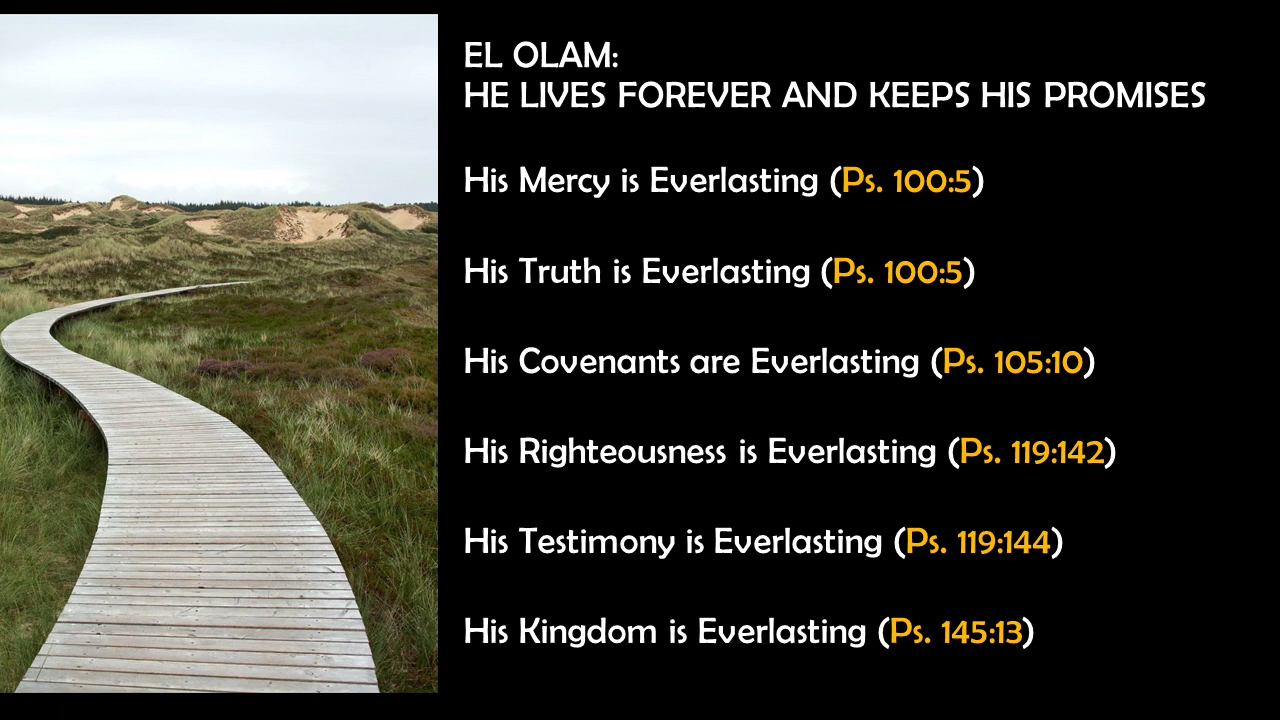 EL OLAM:
HE LIVES FOREVER AND KEEPS HIS PROMISES
His Mercy is Everlasting (Ps. 100:5)
His Truth is Everlasting (Ps. 100:5)
His Covenants are Everlasting (Ps. 105:10)
His Righteousness is Everlasting (Ps. 119:142)
His Testimony is Everlasting (Ps. 119:144)
His Kingdom is Everlasting (Ps. 145:13)